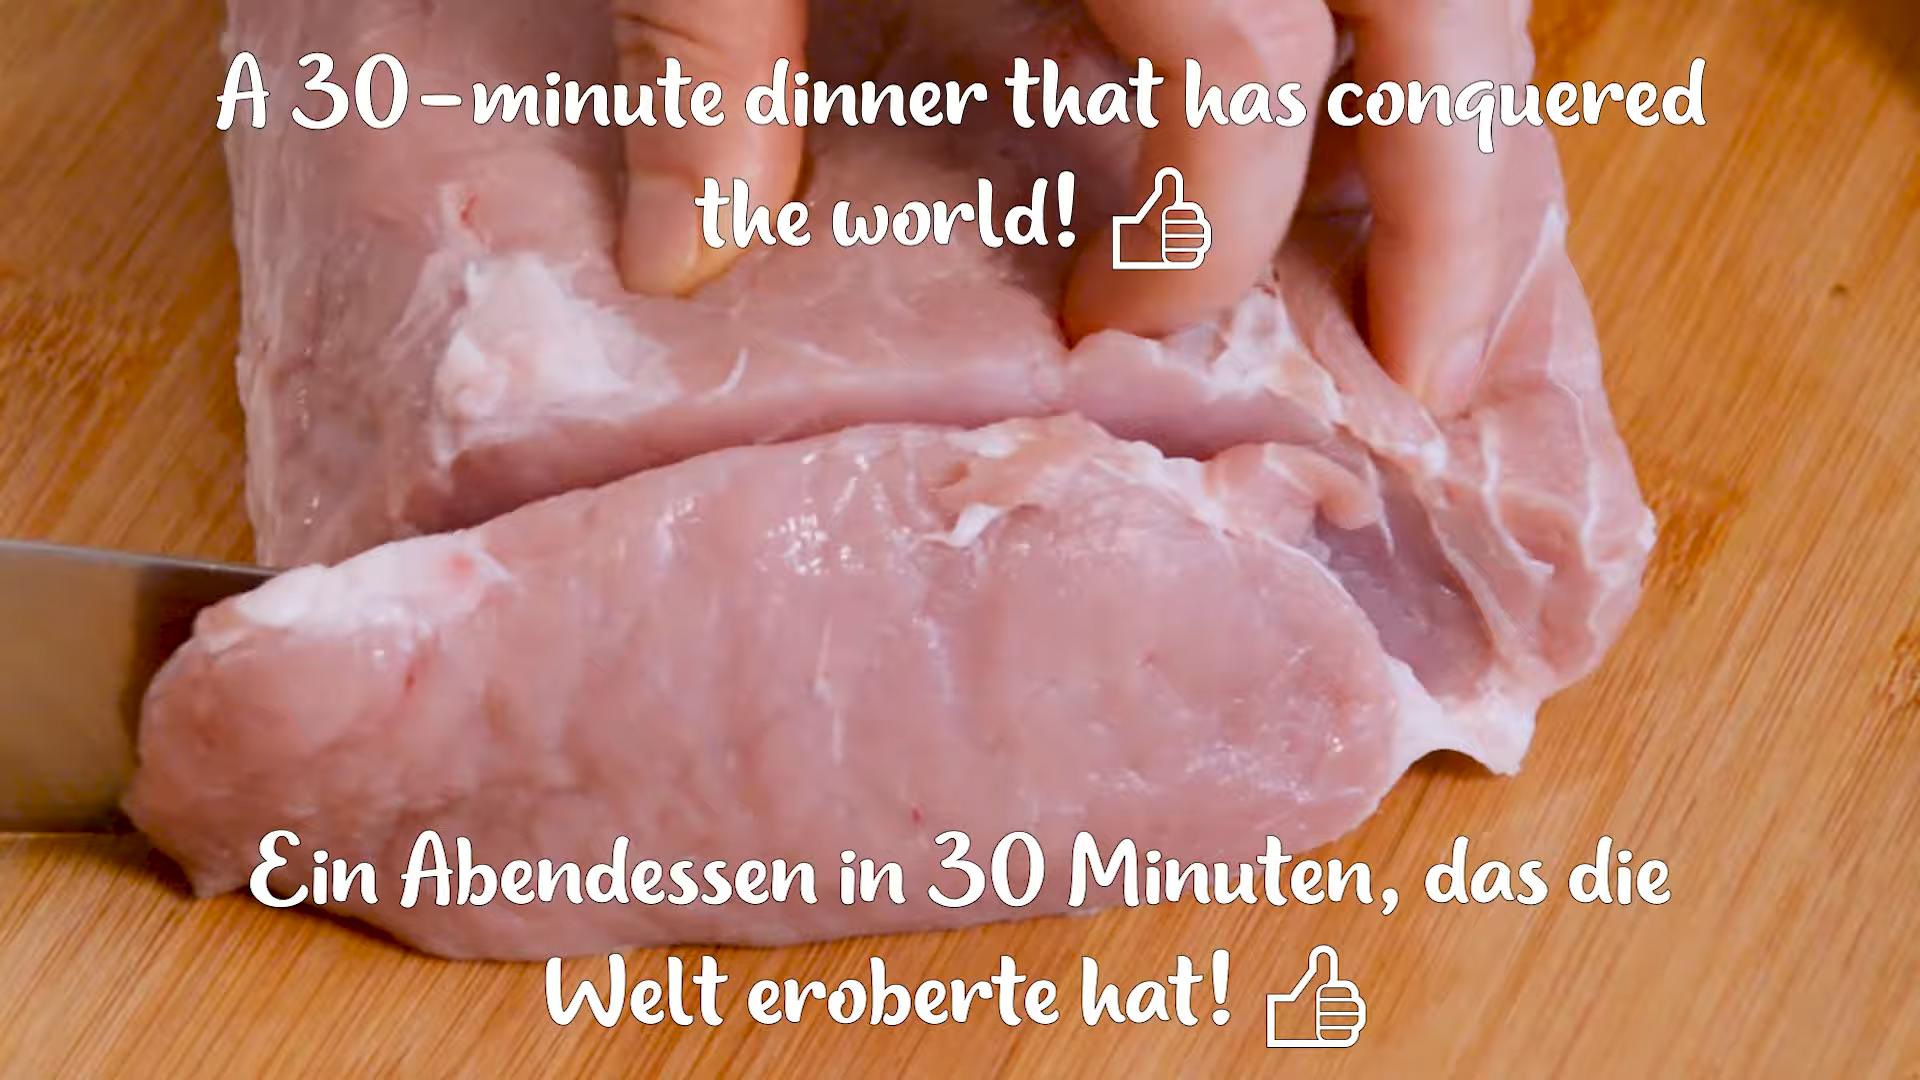 A 30-minute dinner that has conquered
the world! 👍
Ein Abendessen in 30 Minuten, das die
Welt eroberte hat! 👍